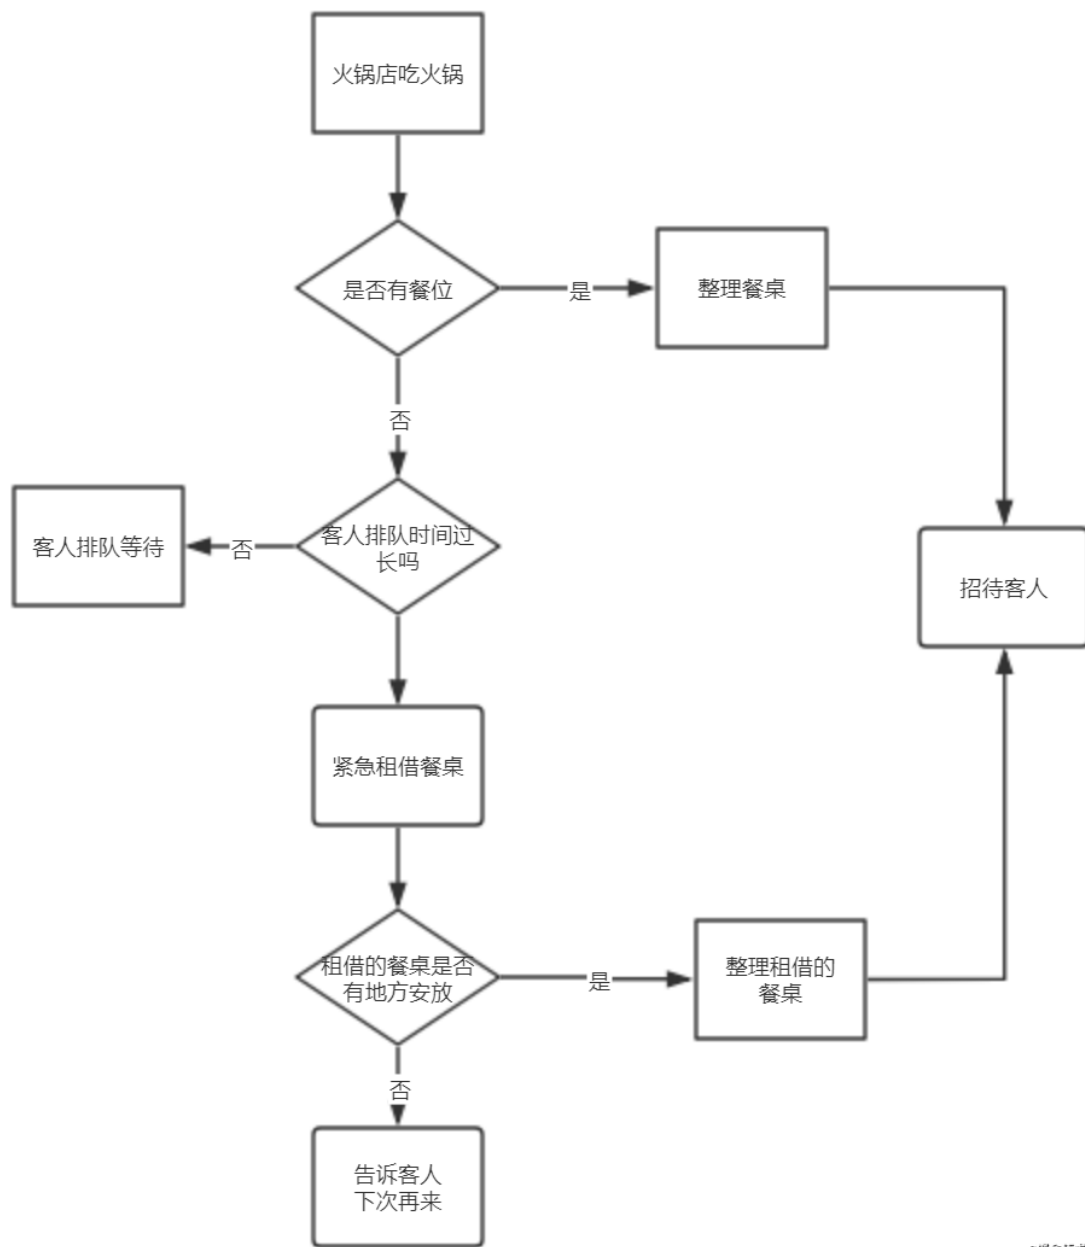 火锅店吃火锅
是否有餐位
是
整理餐桌
否
客人排队时间过
长吗
否
客人排队等待
招待客人
紧急租借餐桌
租借的餐桌是否
有地方安放
是
整理租借的
餐桌
否
告诉客人
下次再来